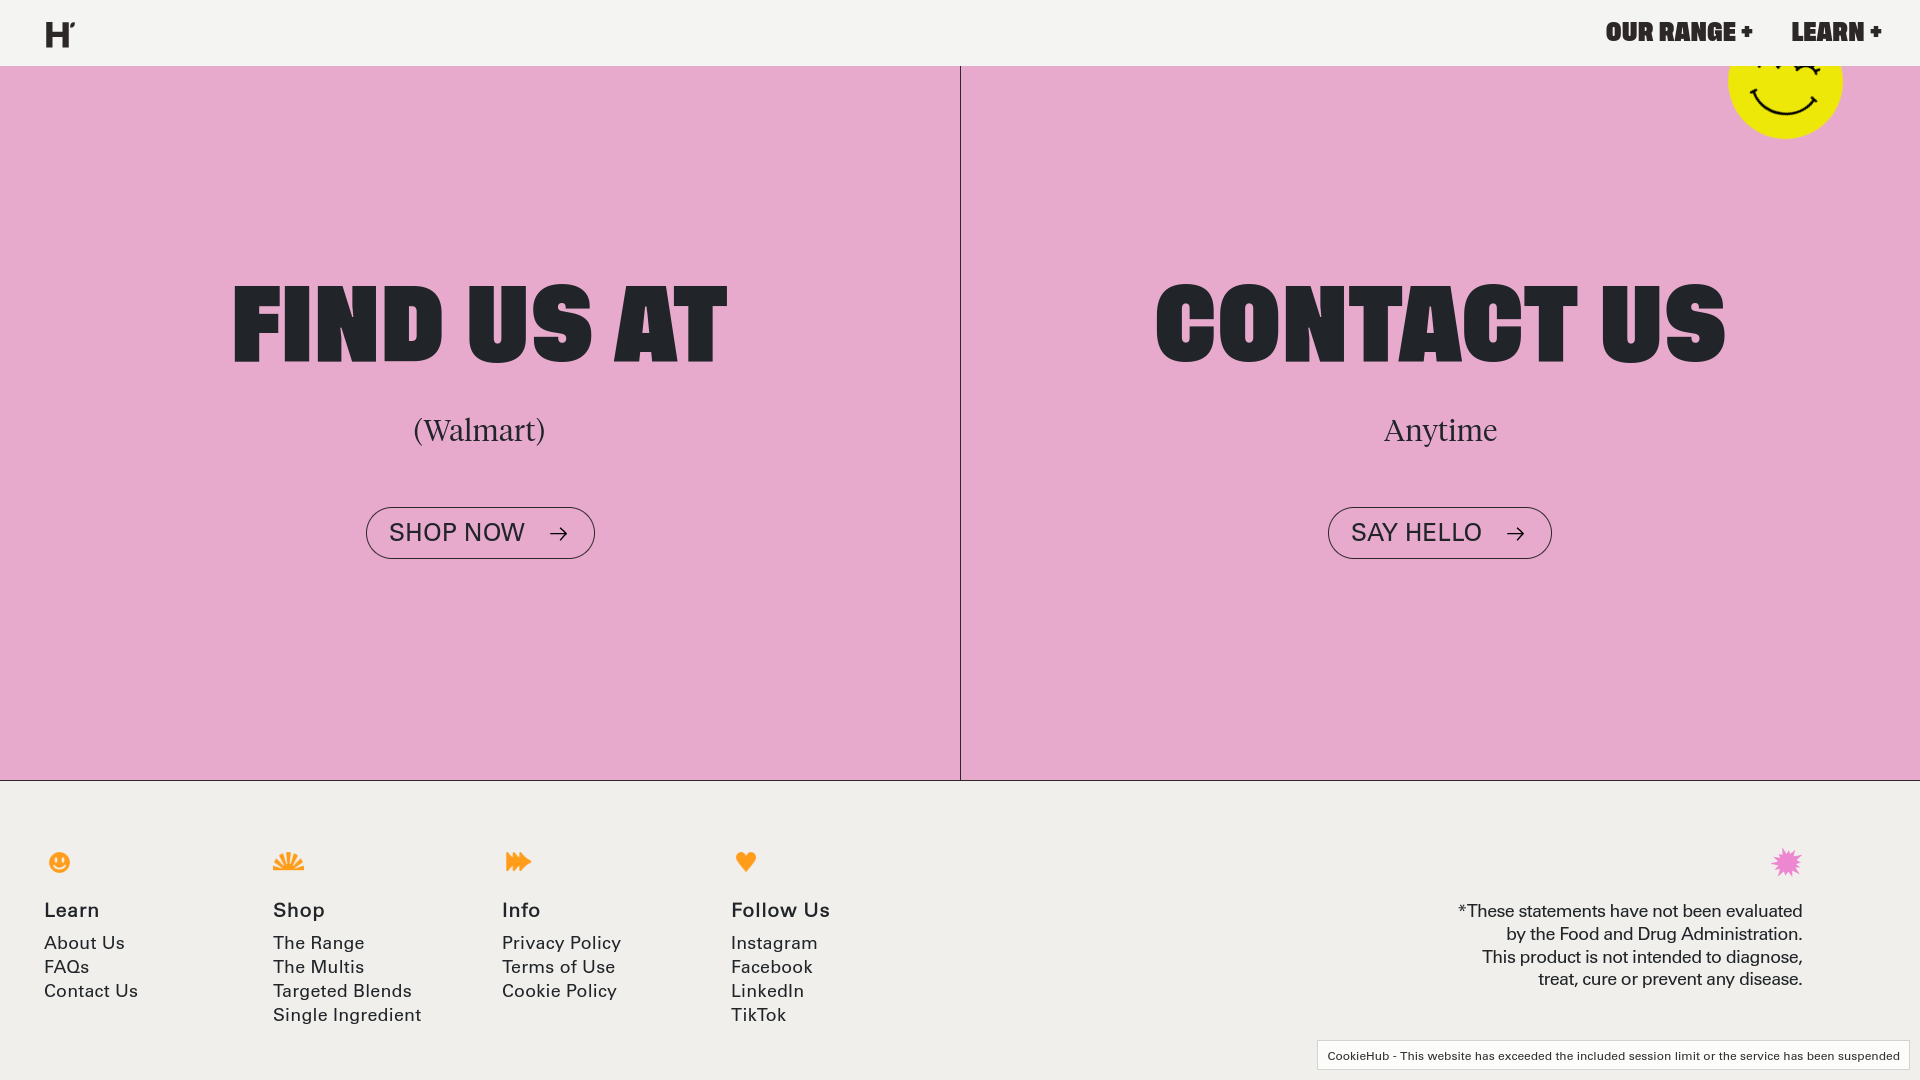 H'
OUR RANGE +
LEARN +
FIND US AT
(Walmart)
SHOP NOW →
CONTACT US
Anytime
SAY HELLO →
Learn
About Us
FAQs
Contact Us
Shop
The Range
The Multis
Targeted Blends
Single Ingredient
Info
Privacy Policy
Terms of Use
Cookie Policy
Follow Us
Instagram
Facebook
LinkedIn
TikTok
*These statements have not been evaluated
by the Food and Drug Administration.
This product is not intended to diagnose,
treat, cure or prevent any disease.
CookieHub - This website has exceeded the included session limit or the service has been suspended